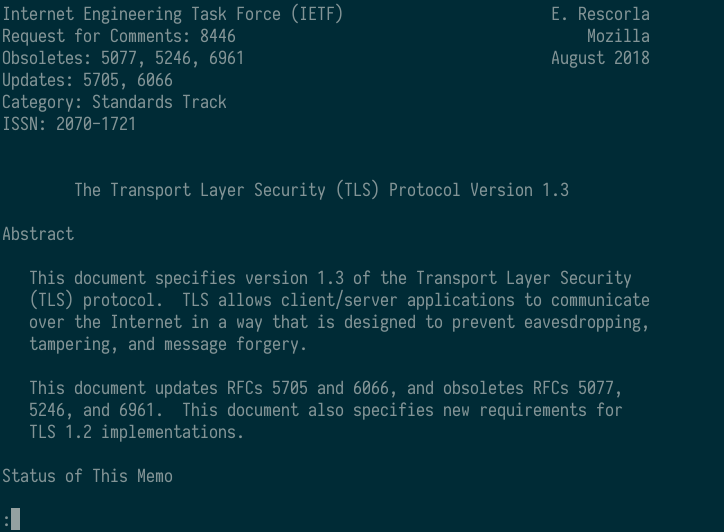 Internet Engineering Task Force (IETF)                       E. Rescorla
Request for Comments: 8446                                       Mozilla
Obsoletes: 5077, 5246, 6961                                  August 2018
Updates: 5705, 6066
Category: Standards Track
ISSN: 2070-1721
The Transport Layer Security (TLS) Protocol Version 1.3
Abstract
This document specifies version 1.3 of the Transport Layer Security
(TLS) protocol.  TLS allows client/server applications to communicate
over the Internet in a way that is designed to prevent eavesdropping,
tampering, and message forgery.
This document updates RFCs 5705 and 6066, and obsoletes RFCs 5077,
5246, and 6961.  This document also specifies new requirements for
TLS 1.2 implementations.
Status of This Memo
: